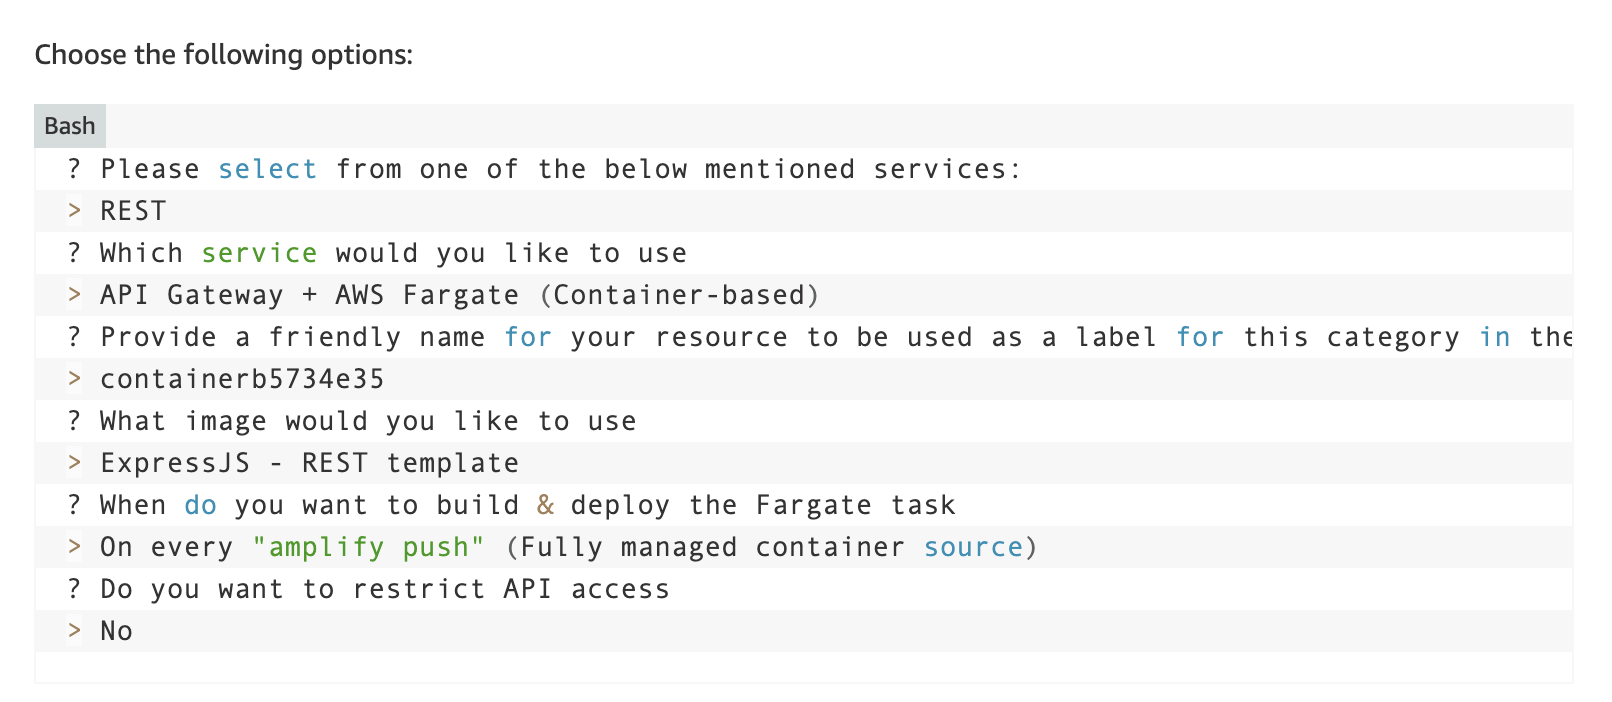 Choose the following options:
Bash
? Please select from one of the below mentioned services:
> REST
? Which service would you like to use
> API Gateway + AWS Fargate (Container-based)
? Provide a friendly name for your resource to be used as a label for this category in the
> containerb5734e35
? What image would you like to use
> ExpressJS - REST template
? When do you want to build & deploy the Fargate task
> On every "amplify push" (Fully managed container source)
? Do you want to restrict API access
> No